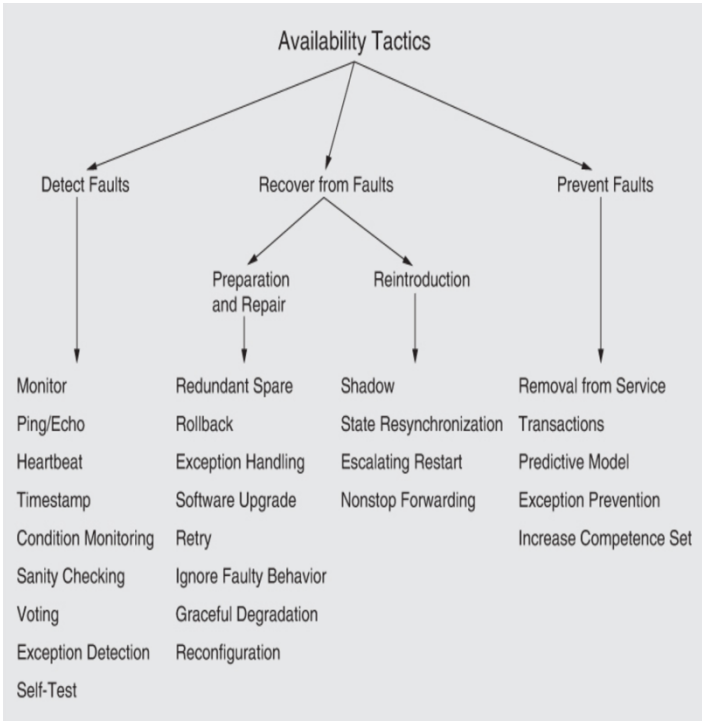 Availability Tactics
Detect Faults
Recover from Faults
Prevent Faults
Preparation
and Repair
Reintroduction
Monitor
Ping/Echo
Heartbeat
Timestamp
Condition Monitoring
Sanity Checking
Voting
Exception Detection
Self-Test
Redundant Spare
Rollback
Exception Handling
Software Upgrade
Retry
Ignore Faulty Behavior
Graceful Degradation
Reconfiguration
Shadow
State Resynchronization
Escalating Restart
Nonstop Forwarding
Removal from Service
Transactions
Predictive Model
Exception Prevention
Increase Competence Set